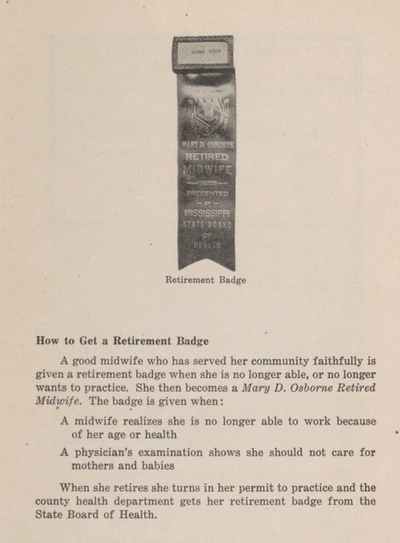 MARY D. OSBORNE
RETIRED
MIDWIFE
PRESENTED
BY
MISSISSIPPI
STATE BOARD
OF
HEALTH
Retirement Badge
How to Get a Retirement Badge
A good midwife who has served her community faithfully is
given a retirement badge when she is no longer able, or no longer
wants to practice. She then becomes a Mary D. Osborne Retired
Midwife. The badge is given when:
A midwife realizes she is no longer able to work because
of her age or health
A physician's examination shows she should not care for
mothers and babies
When she retires she turns in her permit to practice and the
county health department gets her retirement badge from the
State Board of Health.